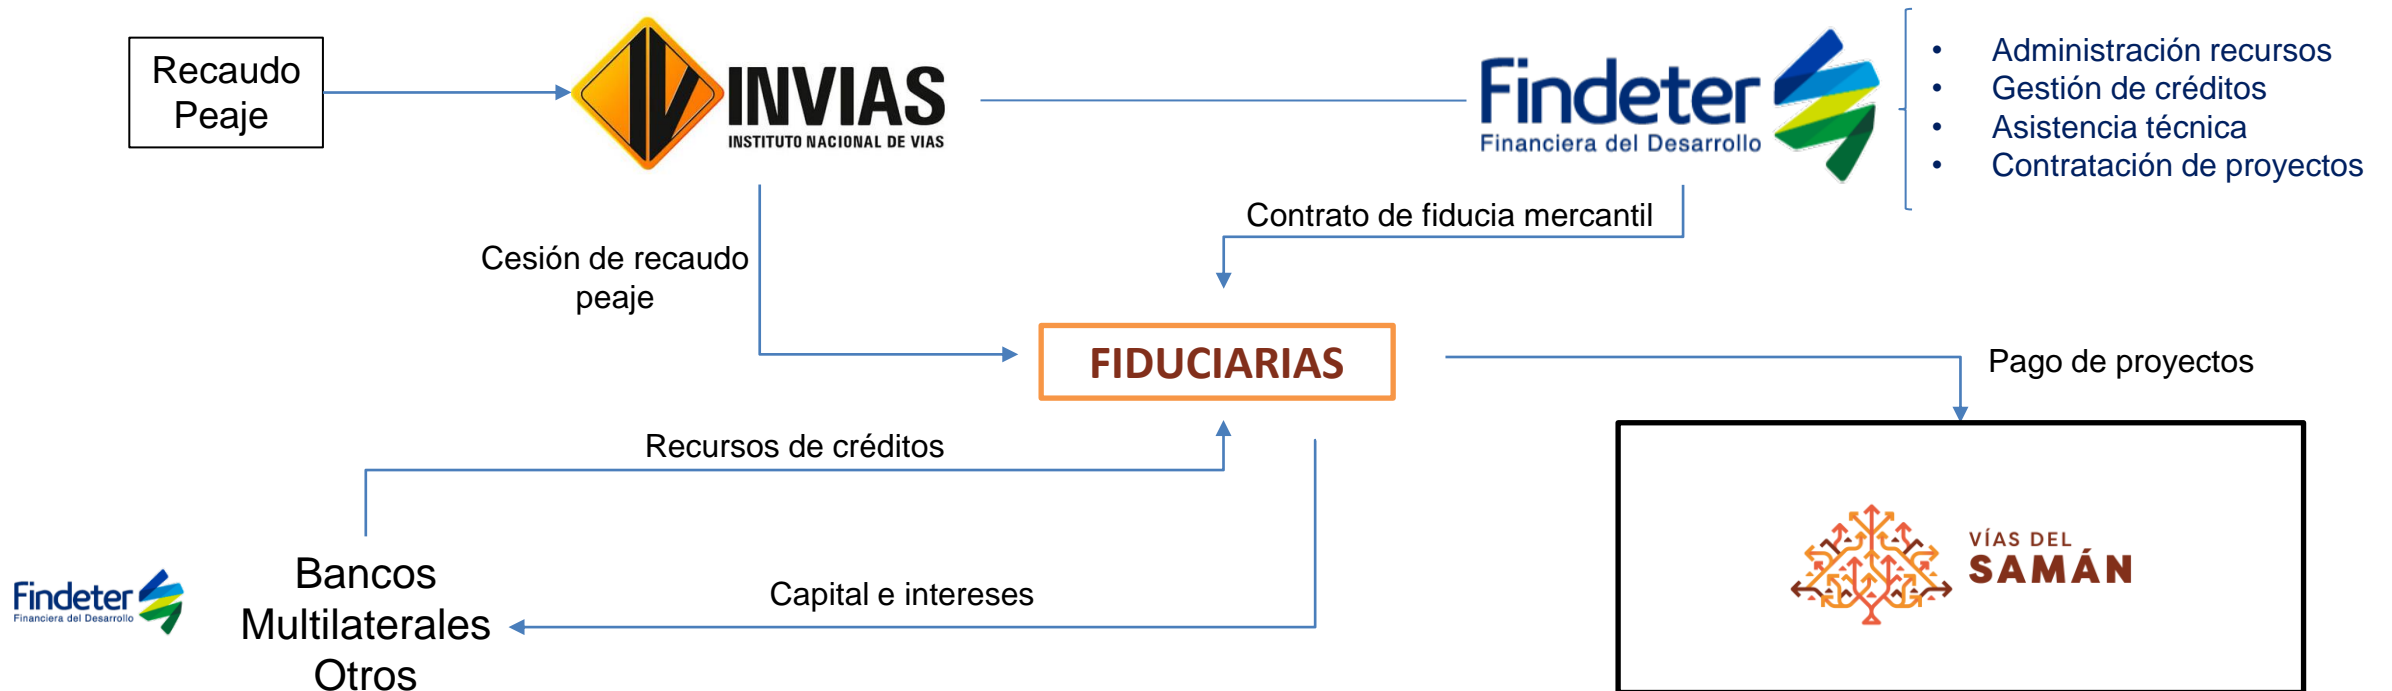 Recaudo
Peaje
INVIAS
INSTITUTO NACIONAL DE VIAS
Findeter
Financiera del Desarrollo
• Administración recursos
• Gestión de créditos
• Asistencia técnica
• Contratación de proyectos
Contrato de fiducia mercantil
Cesión de recaudo
peaje
FIDUCIARIAS
Pago de proyectos
Recursos de créditos
VÍAS DEL
SAMÁN
Findeter
Financiera del Desarrollo
Bancos
Multilaterales
Otros
Capital e intereses